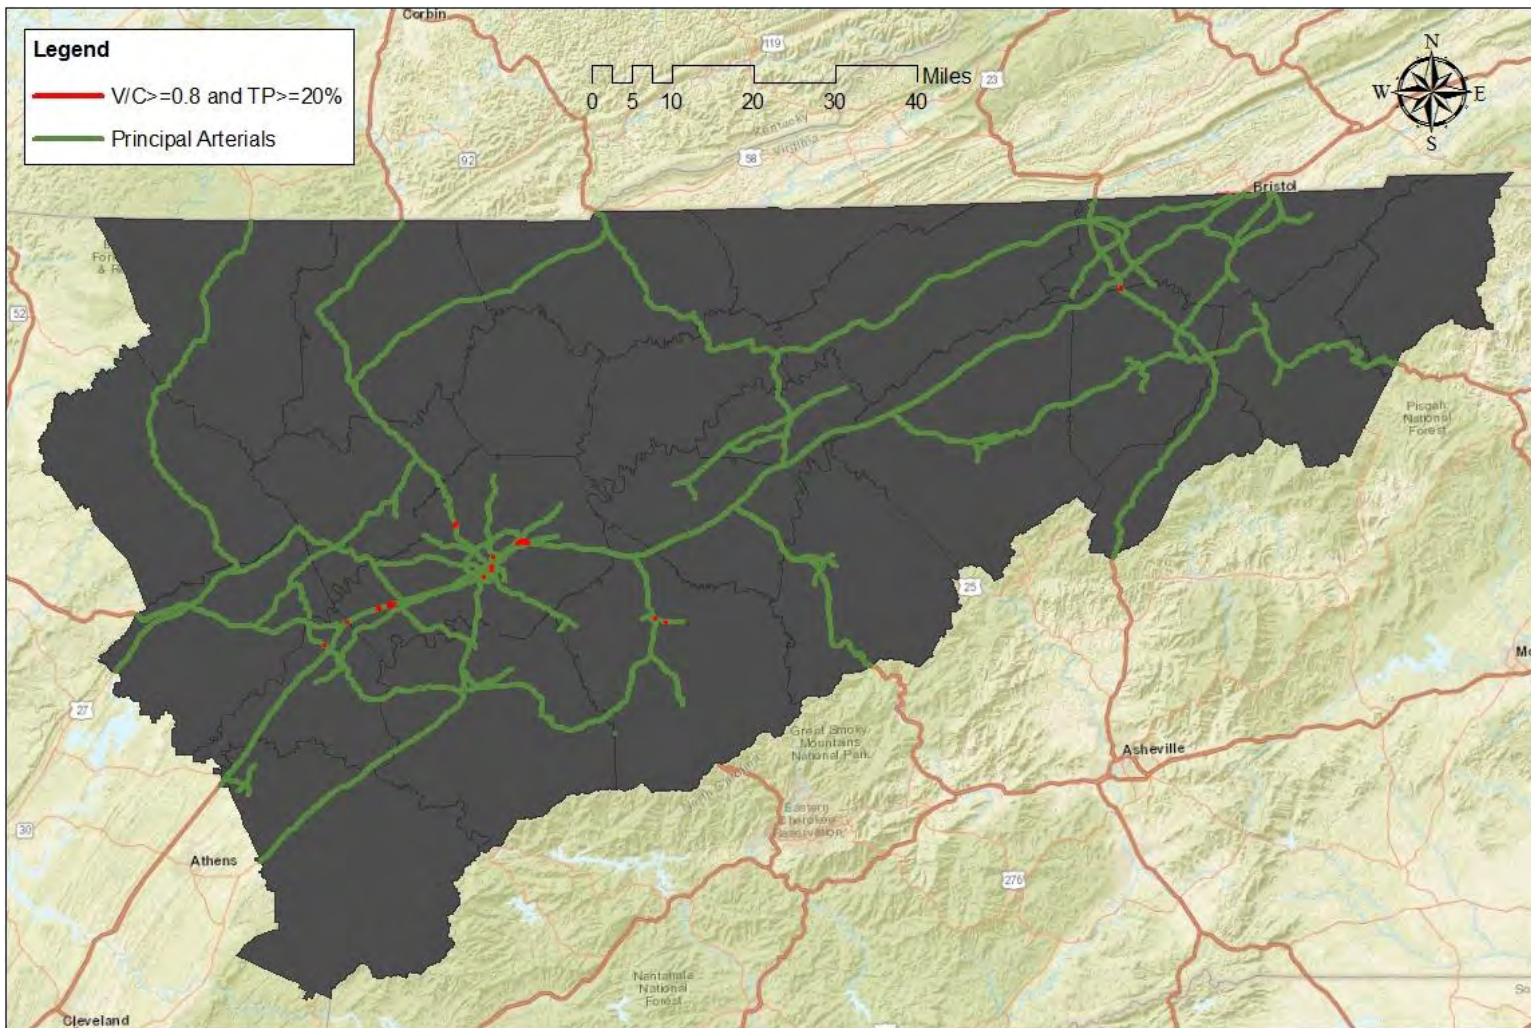 Corbin
Legend
V/C>=0.8 and TP>=20%
Principal Arterials
119
23
Miles
0 5 10 20 30 40
N
W E
S
Kentucky
Virginia
92
58
Bristol
52
Pisgah
National
Forest
25
27
Great Smoky
Mountains
National Park
Asheville
Eastern
Cherokee
Reservation
30
Athens
276
Nantahala
National
Forest
Cleveland